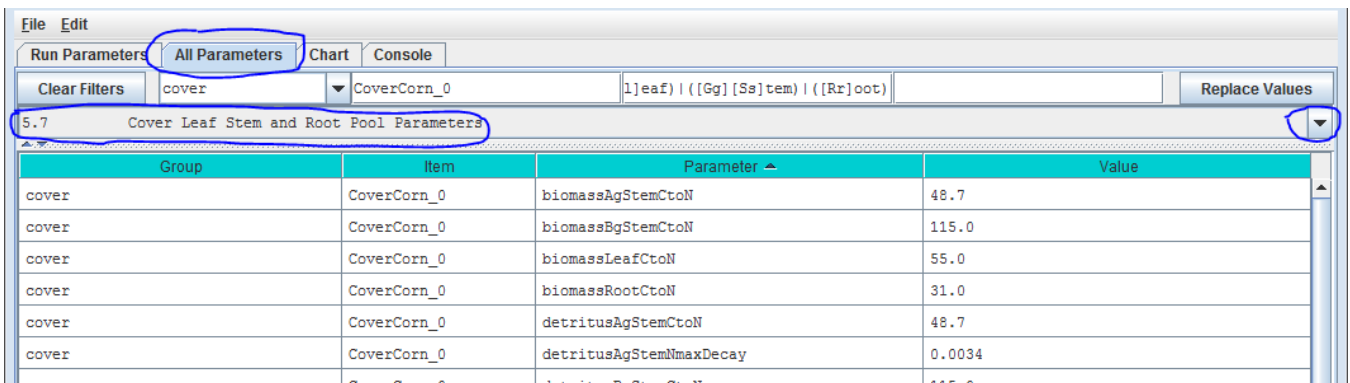 File Edit
Run Parameters All Parameters Chart Console
Clear Filters cover CoverCorn_0 l]eaf)|([Gg][Ss]tem)|([Rr]oot) Replace Values
5.7 Cover Leaf Stem and Root Pool Parameters
Group Item Parameter Value
cover CoverCorn_0 biomassAgStemCtoN 48.7
cover CoverCorn_0 biomassBgStemCtoN 115.0
cover CoverCorn_0 biomassLeafCtoN 55.0
cover CoverCorn_0 biomassRootCtoN 31.0
cover CoverCorn_0 detritusAgStemCtoN 48.7
cover CoverCorn_0 detritusAgStemNmaxDecay 0.0034